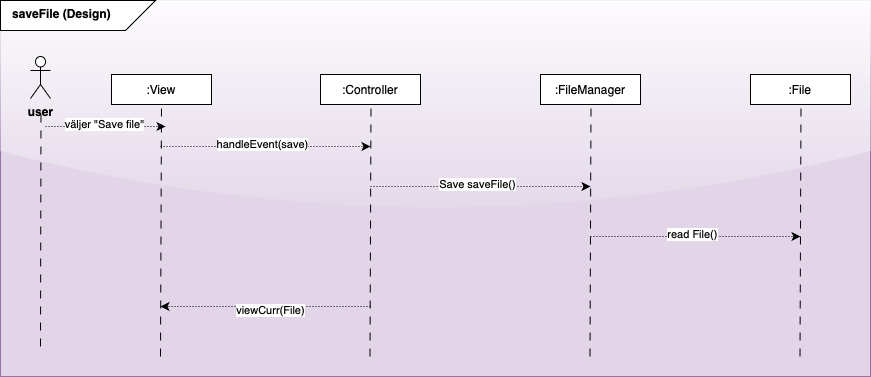 saveFile (Design)
:View
:Controller
:FileManager
:File
user
väljer "Save file"
handleEvent(save)
Save saveFile()
read File()
viewCurr(File)